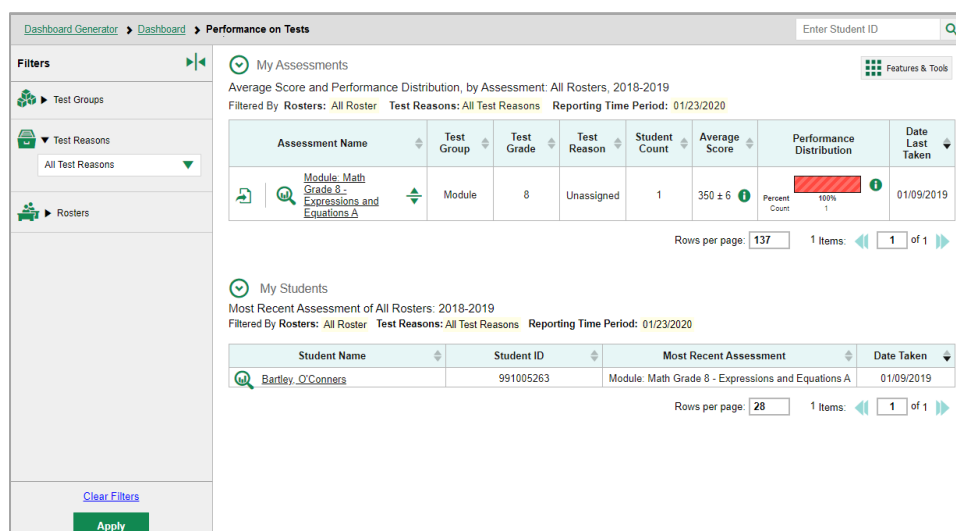 Dashboard Generator Dashboard Performance on Tests
Enter Student ID
Filters
Test Groups
Test Reasons
All Test Reasons
Rosters
Clear Filters
Apply
My Assessments
Features & Tools
Average Score and Performance Distribution, by Assessment: All Rosters, 2018-2019
Filtered By Rosters: All Roster Test Reasons: All Test Reasons Reporting Time Period: 01/23/2020
Assessment Name
Test
Group
Test
Grade
Test
Reason
Student
Count
Average
Score
Performance
Distribution
Date
Last
Taken
Module: Math
Grade 8 -
Expressions and
Equations A
Module
8
Unassigned
1
350 ± 6
Percent 100%
Count 1
01/09/2019
Rows per page: 137 1 Items: 1 of 1
My Students
Most Recent Assessment of All Rosters: 2018-2019
Filtered By Rosters: All Roster Test Reasons: All Test Reasons Reporting Time Period: 01/23/2020
Student Name Student ID Most Recent Assessment Date Taken
Bartley, O'Conners 991005263 Module: Math Grade 8 - Expressions and Equations A 01/09/2019
Rows per page: 28 1 Items: 1 of 1